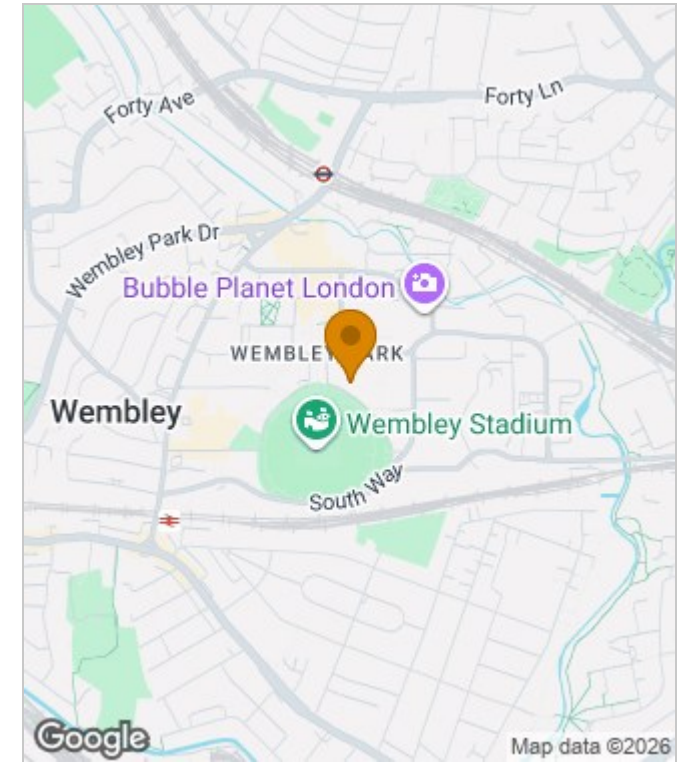 Forty Ave
Forty Ln
Wembley Park Dr
Bubble Planet London
WEMBLEY PARK
Wembley
Wembley Stadium
South Way
Google
Map data ©2026